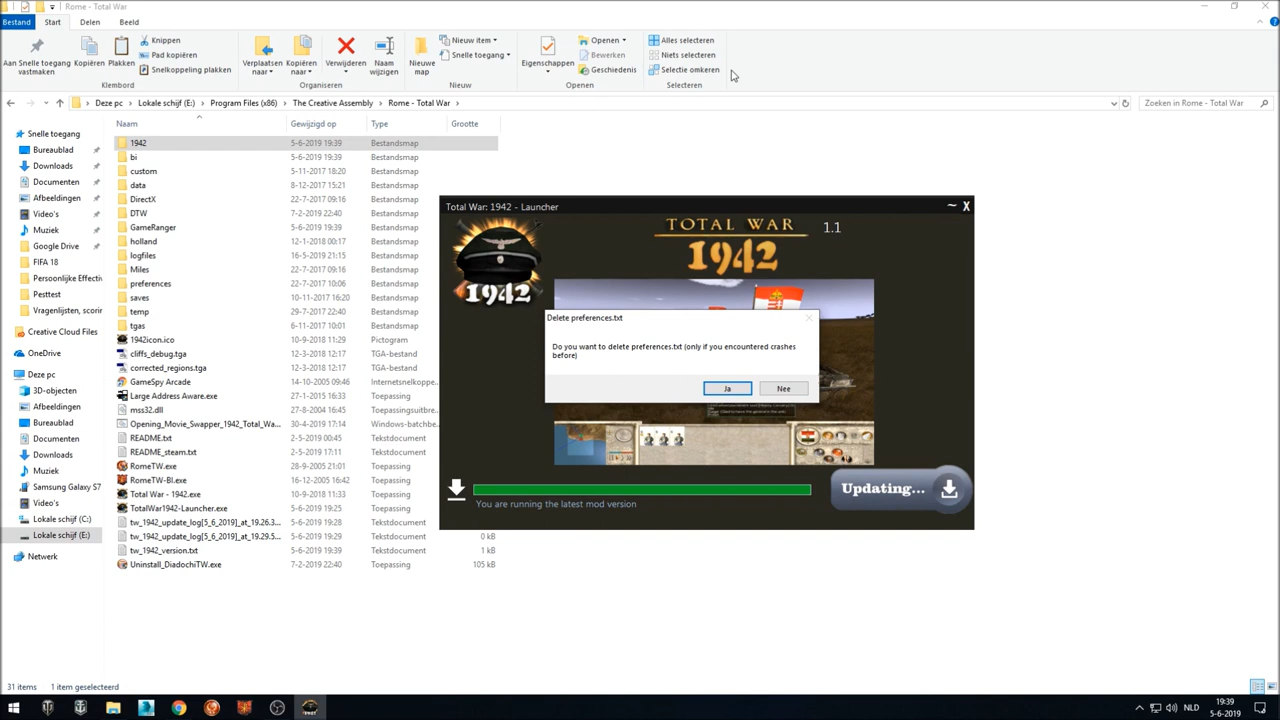 Rome - Total War
Bestand Start Delen Beeld
Aan Snelle toegang vastmaken
Kopiëren
Plakken
Knippen
Pad kopiëren
Snelkoppeling plakken
Klembord
Verplaatsen naar
Kopiëren naar
Verwijderen
Naam wijzigen
Organiseren
Nieuwe map
Nieuw item
Snelle toegang
Nieuw
Eigenschappen
Openen
Bewerken
Geschiedenis
Openen
Alles selecteren
Niets selecteren
Selectie omkeren
Selecteren
Deze pc Lokale schijf (E:) Program Files (x86) The Creative Assembly Rome - Total War
Zoeken in Rome - Total War
Snelle toegang
Bureaublad
Downloads
Documenten
Afbeeldingen
Video's
Muziek
Google Drive
FIFA 18
Persoonlijke Effectiv
Pesttest
Vragenlijsten, scorin
Creative Cloud Files
OneDrive
Deze pc
3D-objecten
Afbeeldingen
Bureaublad
Documenten
Downloads
Muziek
Samsung Galaxy S7
Video's
Lokale schijf (C:)
Lokale schijf (E:)
Netwerk
Naam Gewijzigd op Type Grootte
1942 5-6-2019 19:39 Bestandsmap
bi 5-6-2019 19:39 Bestandsmap
custom 5-11-2017 18:20 Bestandsmap
data 8-12-2017 15:21 Bestandsmap
DirectX 22-7-2017 09:16 Bestandsmap
DTW 7-2-2019 22:40 Bestandsmap
GameRanger 5-6-2019 19:39 Bestandsmap
holland 12-1-2018 00:17 Bestandsmap
logfiles 16-5-2019 21:15 Bestandsmap
Miles 22-7-2017 09:16 Bestandsmap
preferences 22-7-2017 10:06 Bestandsmap
saves 10-11-2017 16:20 Bestandsmap
temp 29-7-2017 22:40 Bestandsmap
tgas 11-6-2017 10:01 Bestandsmap
1942icon.ico 10-9-2018 11:29 Pictogram
cliffs_debug.tga 12-3-2018 12:17 TGA-bestand
corrected_regions.tga 12-3-2018 12:17 TGA-bestand
GameSpy Arcade 14-10-2005 09:46 Internetsnelkoppe...
Large Address Aware.exe 27-1-2015 16:33 Toepassing
mss32.dll 27-8-2004 16:45 Toepassingsuitbre...
Opening_Movie_Swapper_1942_Total_Wa... 30-4-2019 17:14 Windows-batchbe...
README.txt 2-5-2019 00:45 Tekstdocument
README_steam.txt 2-5-2019 17:11 Tekstdocument
RomeTW.exe 28-9-2005 21:01 Toepassing
RomeTW-BI.exe 16-12-2005 16:42 Toepassing
Total War - 1942.exe 10-9-2018 11:33 Toepassing
TotalWar1942-Launcher.exe 5-6-2019 19:25 Toepassing
tw_1942_update_log[5_6_2019]_at_19.26.3... 5-6-2019 19:28 Tekstdocument
tw_1942_update_log[5_6_2019]_at_19.29.5... 5-6-2019 19:29 Tekstdocument 0 kB
tw_1942_version.txt 5-6-2019 19:39 Tekstdocument 1 kB
Uninstall_DiadochiTW.exe 7-2-2019 22:40 Toepassing 105 kB
Total War: 1942 - Launcher
~ X
1942
TOTAL WAR
1942
1.1
Delete preferences.txt
Do you want to delete preferences.txt (only if you encountered crashes
before)
Ja Nee
You are running the latest mod version
Updating...
31 items 1 item geselecteerd
NLD
19:39
5-6-2019